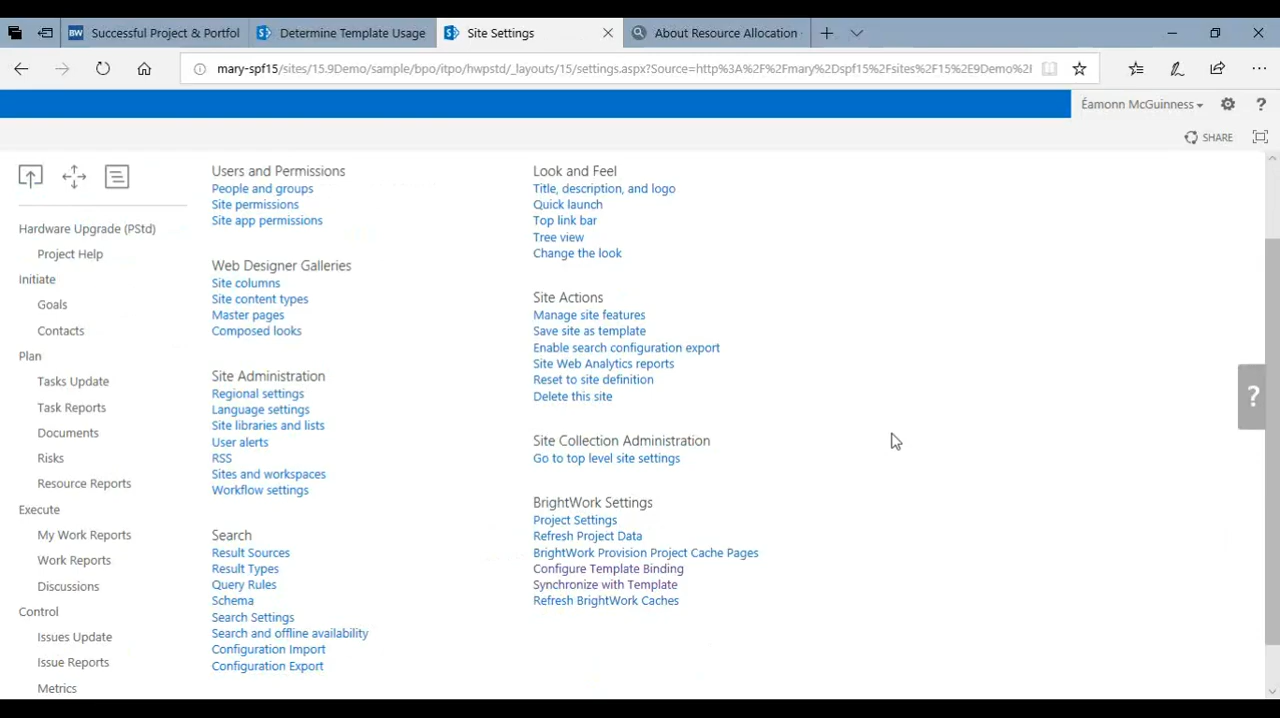 Successful Project & Portfol
Determine Template Usage
Site Settings
About Resource Allocation
mary-spf15/sites/15.9Demo/sample/bpo/itpo/hwpstd/_layouts/15/settings.aspx?Source=http%3A%2F%2Fmary%2Dspf15%2Fsites%2F15%2E9Demo%2F
Éamonn McGuinness
?
SHARE
Hardware Upgrade (PStd)
Project Help
Initiate
Goals
Contacts
Plan
Tasks Update
Task Reports
Documents
Risks
Resource Reports
Execute
My Work Reports
Work Reports
Discussions
Control
Issues Update
Issue Reports
Metrics
Users and Permissions
People and groups
Site permissions
Site app permissions
Web Designer Galleries
Site columns
Site content types
Master pages
Composed looks
Site Administration
Regional settings
Language settings
Site libraries and lists
User alerts
RSS
Sites and workspaces
Workflow settings
Search
Result Sources
Result Types
Query Rules
Schema
Search Settings
Search and offline availability
Configuration Import
Configuration Export
Look and Feel
Title, description, and logo
Quick launch
Top link bar
Tree view
Change the look
Site Actions
Manage site features
Save site as template
Enable search configuration export
Site Web Analytics reports
Reset to site definition
Delete this site
Site Collection Administration
Go to top level site settings
BrightWork Settings
Project Settings
Refresh Project Data
BrightWork Provision Project Cache Pages
Configure Template Binding
Synchronize with Template
Refresh BrightWork Caches
?